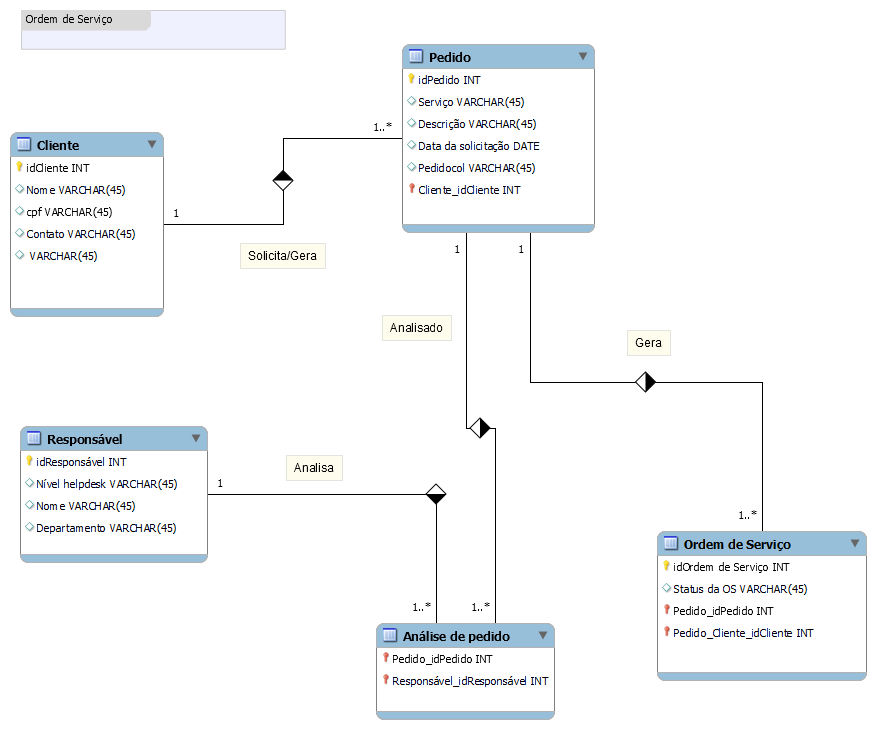 Ordem de Serviço
Pedido
idPedido INT
Serviço VARCHAR(45)
Descrição VARCHAR(45)
Data da solicitação DATE
Pedidocol VARCHAR(45)
Cliente_idCliente INT
1..*
Cliente
idCliente INT
Nome VARCHAR(45)
cpf VARCHAR(45)
Contato VARCHAR(45)
VARCHAR(45)
1
Solicita/Gera
1
1
Analisado
Gera
Responsável
idResponsável INT
Nível helpdesk VARCHAR(45)
Nome VARCHAR(45)
Departamento VARCHAR(45)
1
Analisa
1..*
1..*
1..*
Ordem de Serviço
idOrdem de Serviço INT
Status da OS VARCHAR(45)
Pedido_idPedido INT
Pedido_Cliente_idCliente INT
Análise de pedido
Pedido_idPedido INT
Responsável_idResponsável INT